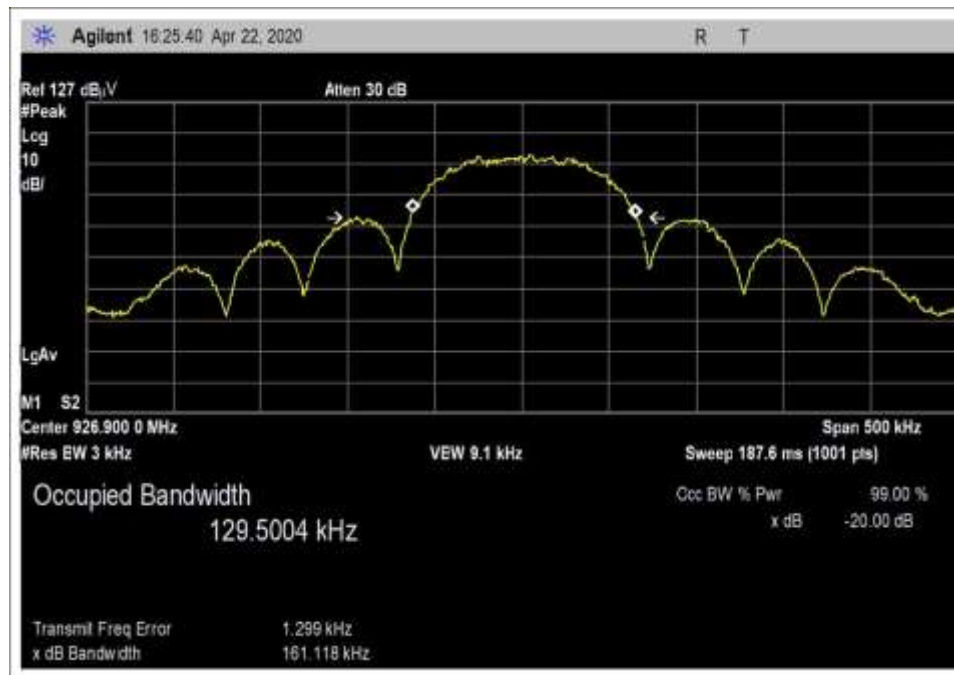 Agilent 16:25:40 Apr 22, 2020
R T
Ref 127 dBµV Atten 30 dB
#Peak
Log
10
dB/
LgAv
M1 S2
Center 926.900 0 MHz Span 500 kHz
#Res BW 3 kHz VBW 9.1 kHz Sweep 187.6 ms (1001 pts)
Occupied Bandwidth
129.5004 kHz
Occ BW % Pwr 99.00 %
x dB -20.00 dB
Transmit Freq Error 1.299 kHz
x dB Bandwidth 161.118 kHz